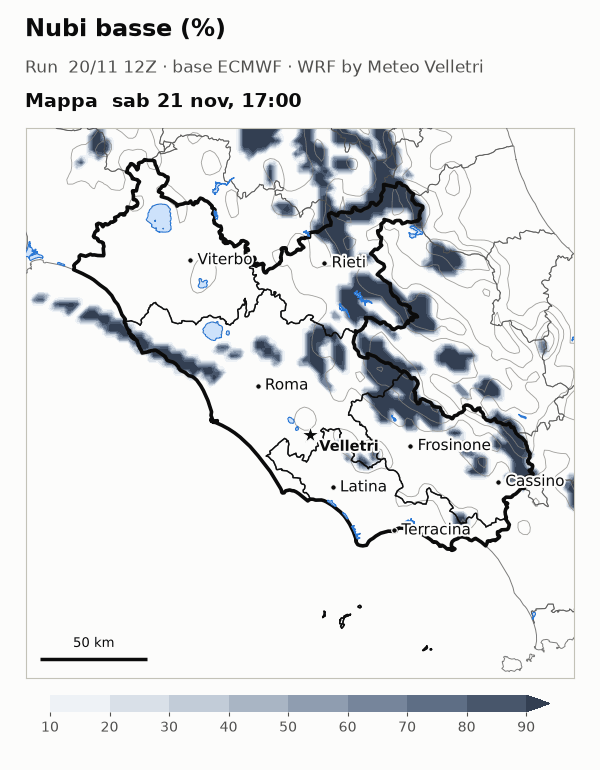 Nubi basse (%)
Run 20/11 12Z · base ECMWF · WRF by Meteo Velletri
Mappa sab 21 nov, 17:00
Viterbo
Rieti
Roma
Velletri
Frosinone
Cassino
Latina
Terracina
50 km
10 20 30 40 50 60 70 80 90